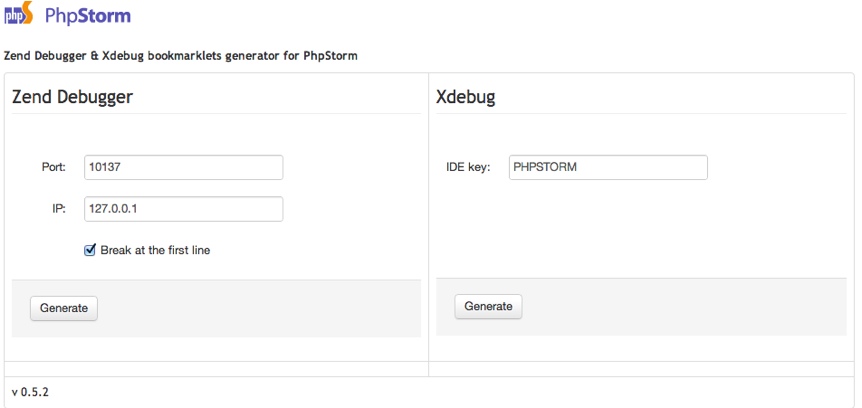 php PhpStorm
Zend Debugger & Xdebug bookmarklets generator for PhpStorm
Zend Debugger
Port: 10137
IP: 127.0.0.1
Break at the first line
Generate
Xdebug
IDE key: PHPSTORM
Generate
v 0.5.2